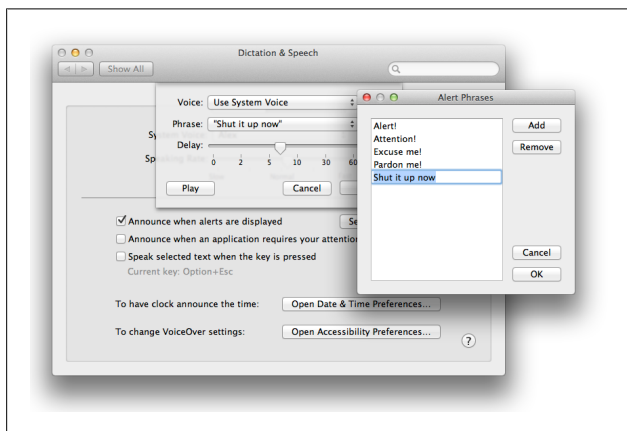 Dictation & Speech
Show All
Voice: Use System Voice
Phrase: "Shut it up now"
Delay:
0 2 5 10 30 60
Play Cancel
Announce when alerts are displayed
Announce when an application requires your attentio
Speak selected text when the key is pressed
Current key: Option+Esc
To have clock announce the time: Open Date & Time Preferences...
To change VoiceOver settings: Open Accessibility Preferences...
?
Alert Phrases
Alert!
Attention!
Excuse me!
Pardon me!
Shut it up now
Add
Remove
Cancel
OK